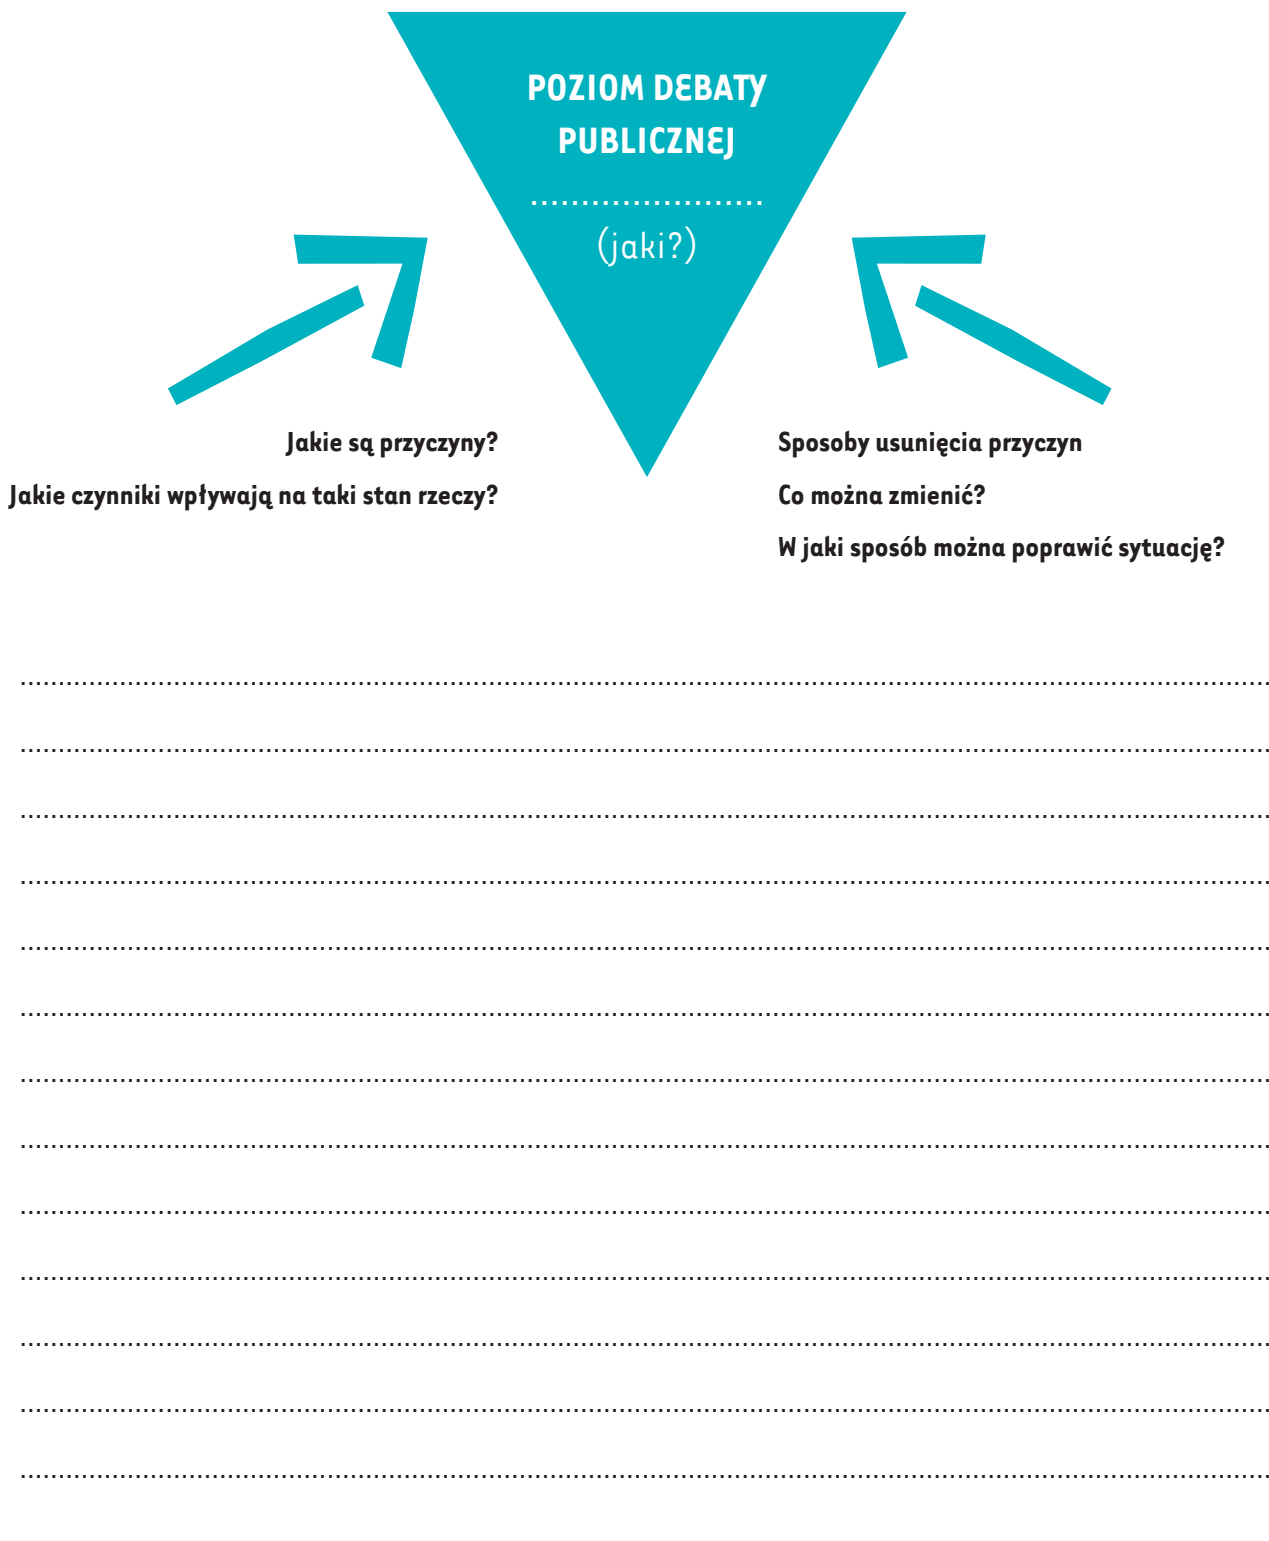 POZIOM DEBATY
PUBLICZNEJ
.......................
(jaki?)
Jakie są przyczyny?
Jakie czynniki wpływają na taki stan rzeczy?
Sposoby usunięcia przyczyn
Co można zmienić?
W jaki sposób można poprawić sytuację?